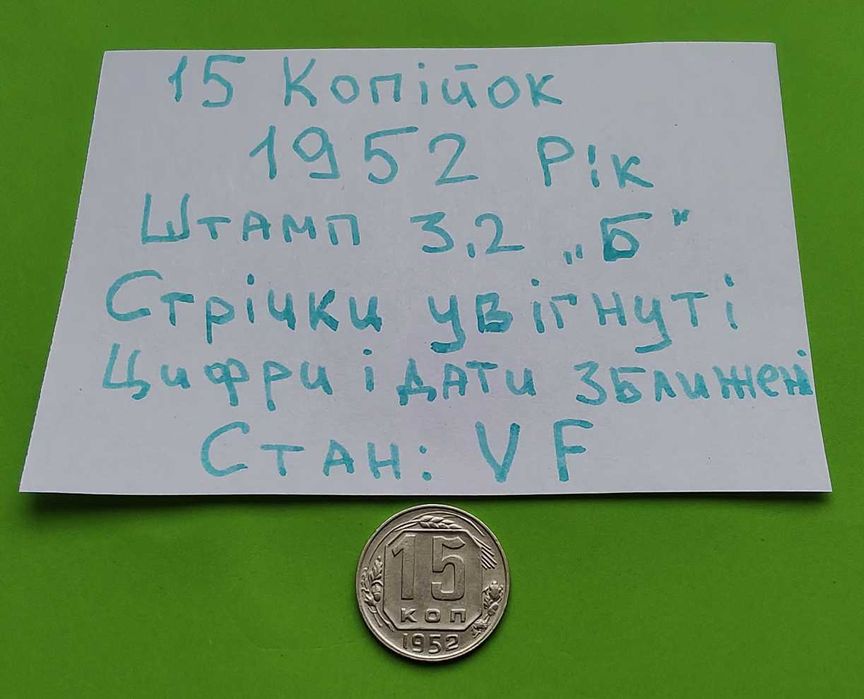 15 Копійок
1952 Рік
Штамп 3.2 „Б"
Стрічки увігнуті
Цифри і дати зближені
Стан: VF
15
КОП
1952